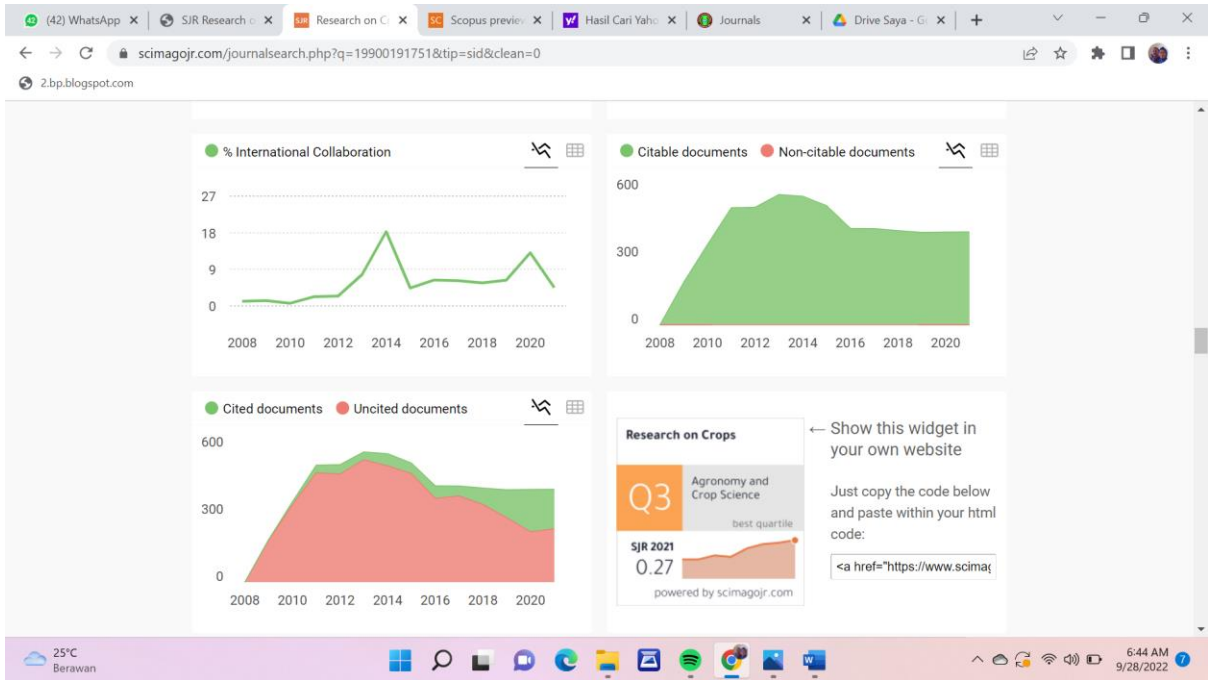 (42) WhatsApp
SJR Research o
SJR Research on C
SC Scopus preview
y! Hasil Cari Yaho
Journals
Drive Saya - G
scimagojr.com/journalsearch.php?q=19900191751&tip=sid&clean=0
2.bp.blogspot.com
% International Collaboration
27
18
9
0
2008 2010 2012 2014 2016 2018 2020
Citable documents Non-citable documents
600
300
0
2008 2010 2012 2014 2016 2018 2020
Cited documents Uncited documents
600
300
0
2008 2010 2012 2014 2016 2018 2020
Research on Crops
Q3
Agronomy and
Crop Science
best quartile
SJR 2021
0.27
powered by scimagojr.com
← Show this widget in
your own website
Just copy the code below
and paste within your html
code:
<a href="https://www.scimag
25°C
Berawan
6:44 AM
9/28/2022
7